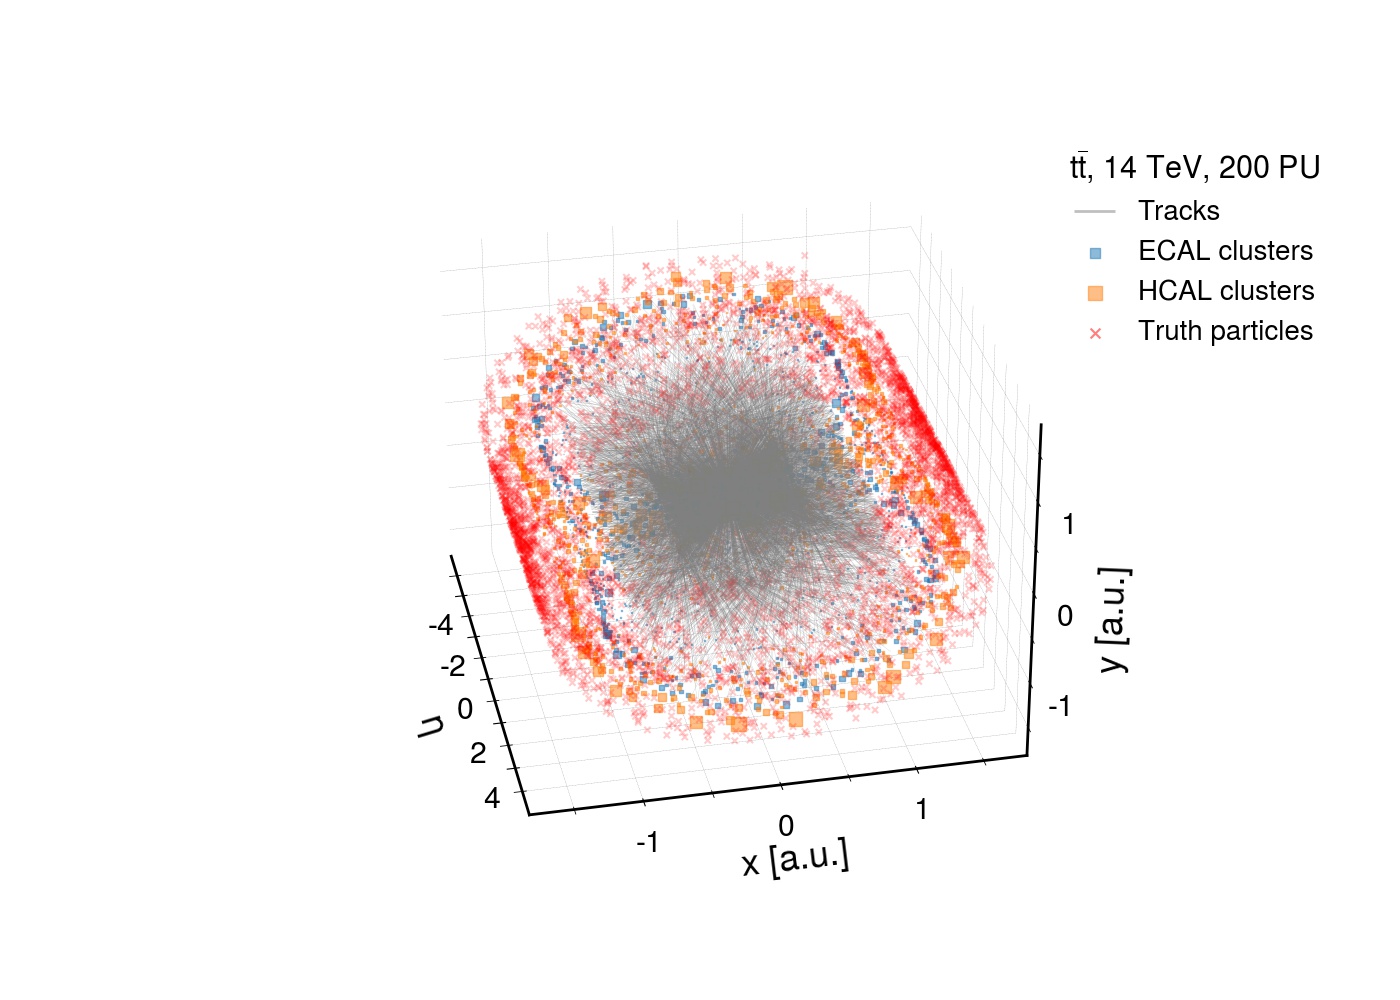 tt̄, 14 TeV, 200 PU
Tracks
ECAL clusters
HCAL clusters
Truth particles
1
0
-1
y [a.u.]
-4
-2
0
2
4
η
-1
0
1
x [a.u.]